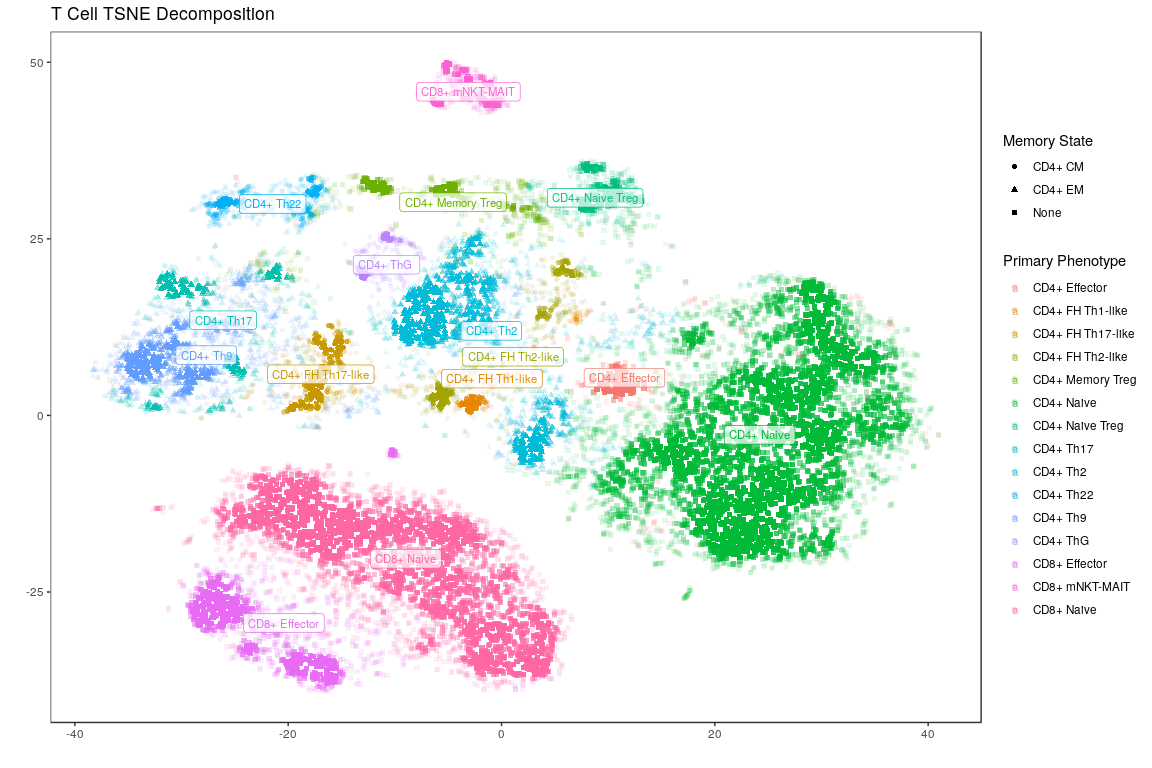 T Cell TSNE Decomposition
50
25
0
-25
-40
-20
0
20
40
CD8+ mNKT-MAIT
CD4+ Th22
CD4+ Memory Treg
CD4+ Naive Treg
CD4+ ThG
CD4+ Th17
CD4+ Th2
CD4+ Th9
CD4+ FH Th2-like
CD4+ FH Th17-like
CD4+ FH Th1-like
CD4+ Effector
CD4+ Naive
CD8+ Naive
CD8+ Effector
Memory State
CD4+ CM
CD4+ EM
None
Primary Phenotype
CD4+ Effector
CD4+ FH Th1-like
CD4+ FH Th17-like
CD4+ FH Th2-like
CD4+ Memory Treg
CD4+ Naive
CD4+ Naive Treg
CD4+ Th17
CD4+ Th2
CD4+ Th22
CD4+ Th9
CD4+ ThG
CD8+ Effector
CD8+ mNKT-MAIT
CD8+ Naive